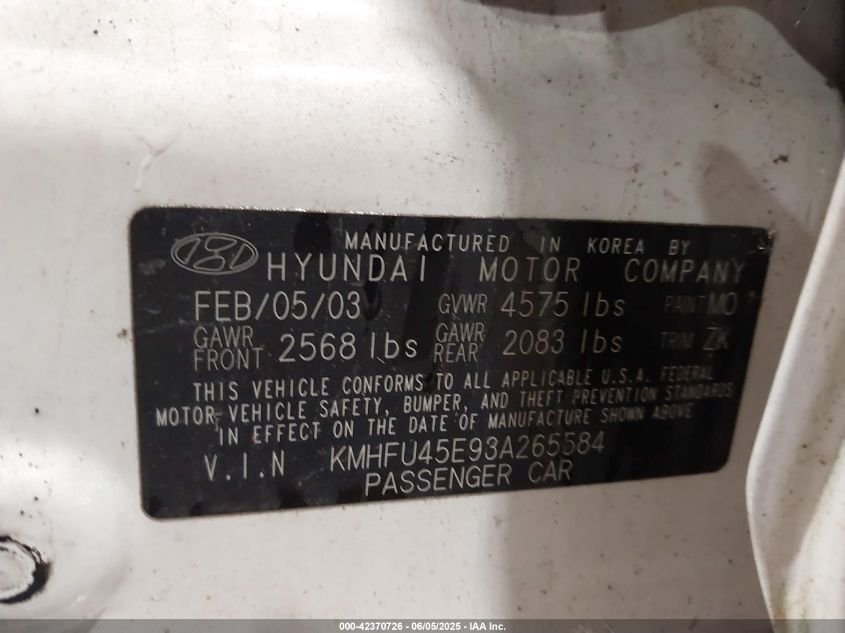 MANUFACTURED IN KOREA BY
HYUNDAI MOTOR COMPANY
FEB/05/03 GVWR 4575 lbs PAINT MO
GAWR FRONT 2568 lbs GAWR REAR 2083 lbs TRIM ZK
THIS VEHICLE CONFORMS TO ALL APPLICABLE U.S.A. FEDERAL
MOTOR VEHICLE SAFETY, BUMPER, AND THEFT PREVENTION STANDARDS
IN EFFECT ON THE DATE OF MANUFACTURE SHOWN ABOVE
V.I.N KMHFU45E93A265584
PASSENGER CAR
000-42370726 - 06/05/2025 - IAA Inc.